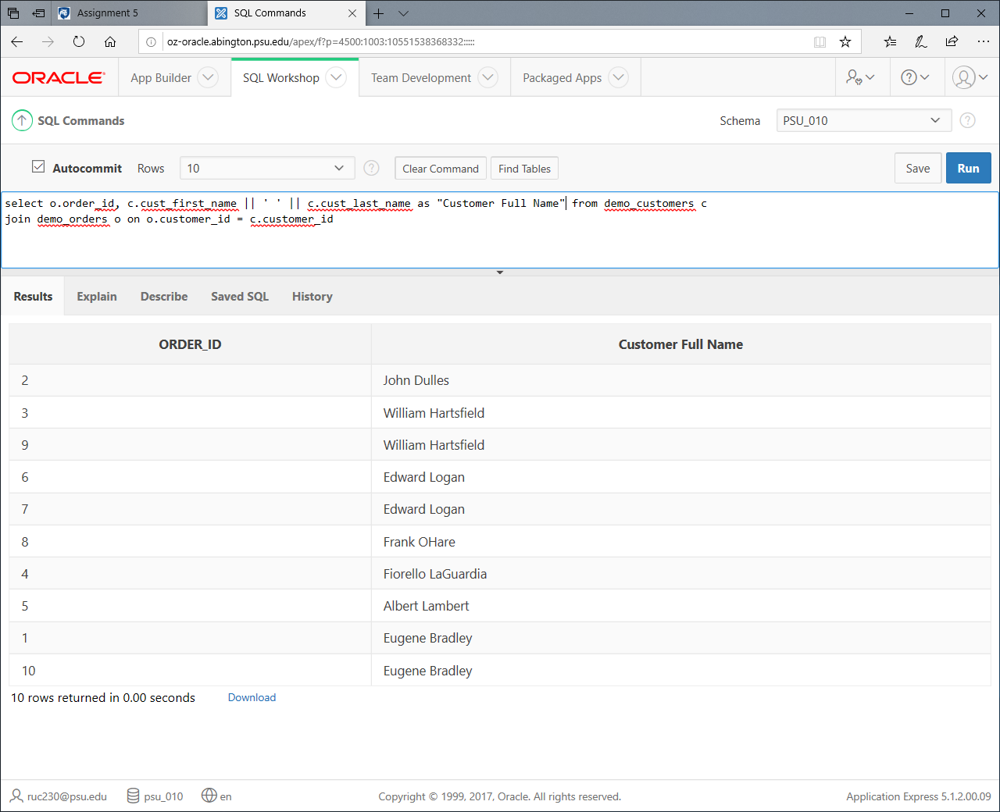 Assignment 5
SQL Commands
oz-oracle.abington.psu.edu/apex/f?p=4500:1003:10551538368332:::::
ORACLE
App Builder
SQL Workshop
Team Development
Packaged Apps
SQL Commands
Schema
PSU_010
Autocommit
Rows
10
Clear Command
Find Tables
Save
Run
select o.order_id, c.cust_first_name || ' ' || c.cust_last_name as "Customer Full Name" from demo_customers c
join demo_orders o on o.customer_id = c.customer_id
Results
Explain
Describe
Saved SQL
History
ORDER_ID Customer Full Name
2 John Dulles
3 William Hartsfield
9 William Hartsfield
6 Edward Logan
7 Edward Logan
8 Frank OHare
4 Fiorello LaGuardia
5 Albert Lambert
1 Eugene Bradley
10 Eugene Bradley
10 rows returned in 0.00 seconds
Download
ruc230@psu.edu
psu_010
en
Copyright © 1999, 2017, Oracle. All rights reserved.
Application Express 5.1.2.00.09